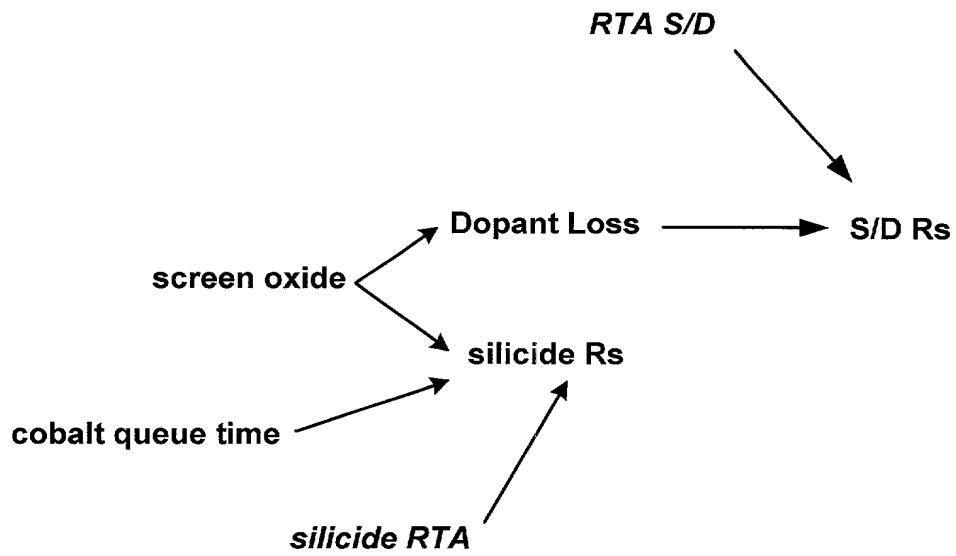 RTA S/D
Dopant Loss
S/D Rs
screen oxide
silicide Rs
cobalt queue time
silicide RTA